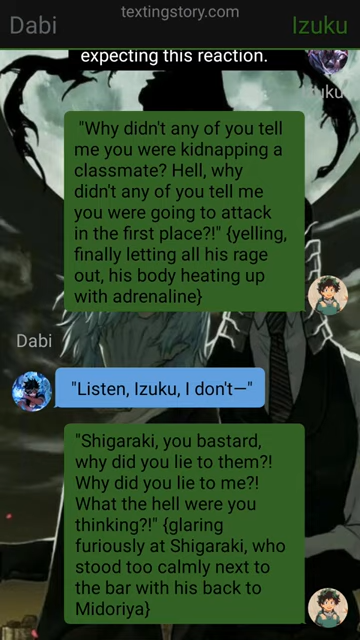 textingstory.com
Dabi
Izuku
expecting this reaction.
"Why didn't any of you tell
me you were kidnapping a
classmate? Hell, why
didn't any of you tell me
you were going to attack
in the first place?!" {yelling,
finally letting all his rage
out, his body heating up
with adrenaline}
Dabi
"Listen, Izuku, I don't—"
"Shigaraki, you bastard,
why did you lie to them?!
Why did you lie to me?!
What the hell were you
thinking?!" {glaring
furiously at Shigaraki, who
stood too calmly next to
the bar with his back to
Midoriya}